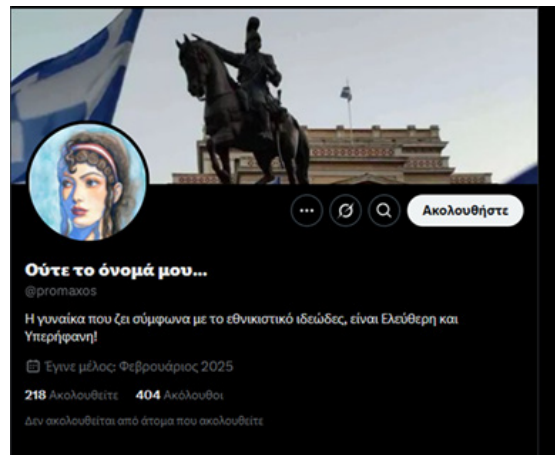 Ακολουθήστε
Ούτε το όνομά μου...
@promaxos
Η γυναίκα που ζει σύμφωνα με το εθνικιστικό ιδεώδες, είναι Ελεύθερη και
Υπερήφανη!
Έγινε μέλος: Φεβρουάριος 2025
218 Ακολουθείτε 404 Ακόλουθοι
Δεν ακολουθείται από άτομα που ακολουθείτε